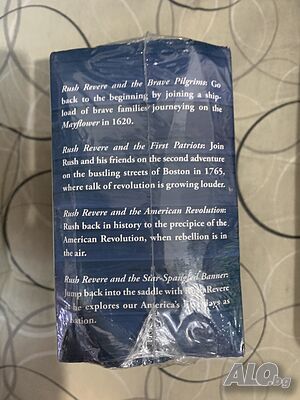 Rush Revere and the Brave Pilgrims: Go
back to the beginning by joining a ship-
load of brave families journeying on the
Mayflower in 1620.
Rush Revere and the First Patriots: Join
Rush and his friends on the second adventure
on the bustling streets of Boston in 1765,
where talk of revolution is growing louder.
Rush Revere and the American Revolution:
Rush back in history to the precipice of the
American Revolution, when rebellion is in
the air.
Rush Revere and the Star-Spangled Banner:
Jump back into the saddle with Rush Revere
he explores our America's days as
nation.
ALO.bg